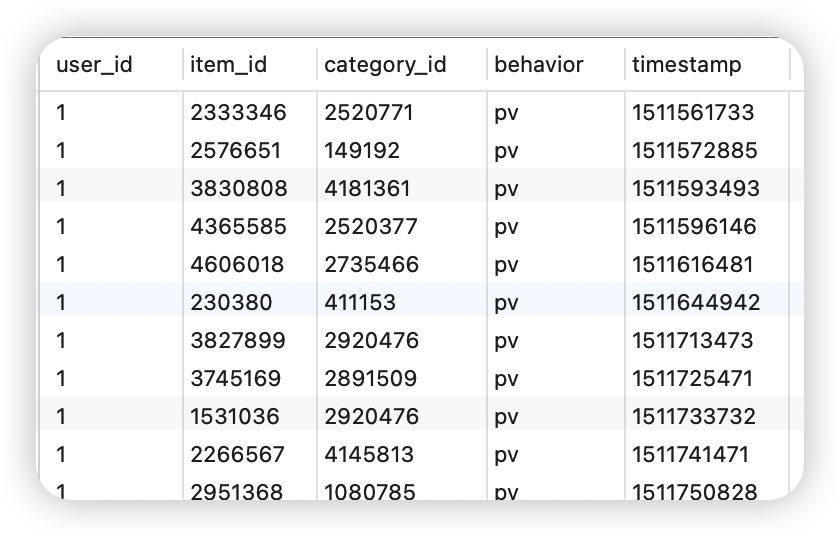 user_id item_id category_id behavior timestamp
1 2333346 2520771 pv 1511561733
1 2576651 149192 pv 1511572885
1 3830808 4181361 pv 1511593493
1 4365585 2520377 pv 1511596146
1 4606018 2735466 pv 1511616481
1 230380 411153 pv 1511644942
1 3827899 2920476 pv 1511713473
1 3745169 2891509 pv 1511725471
1 1531036 2920476 pv 1511733732
1 2266567 4145813 pv 1511741471
1 2951368 1080785 pv 1511750828